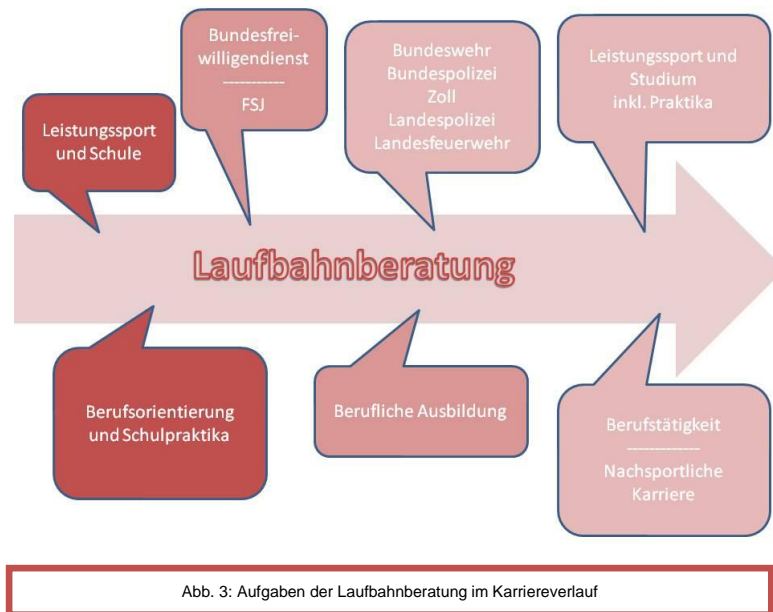 Bundesfrei-
willigendienst
-----------
FSJ
Bundeswehr
Bundespolizei
Zoll
Landespolizei
Landesfeuerwehr
Leistungssport und
Studium
inkl. Praktika
Leistungssport
und Schule
Laufbahnberatung
Berufsorientierung
und Schulpraktika
Berufliche Ausbildung
Berufstätigkeit
-------------
Nachsportliche
Karriere
Abb. 3: Aufgaben der Laufbahnberatung im Karriereverlauf